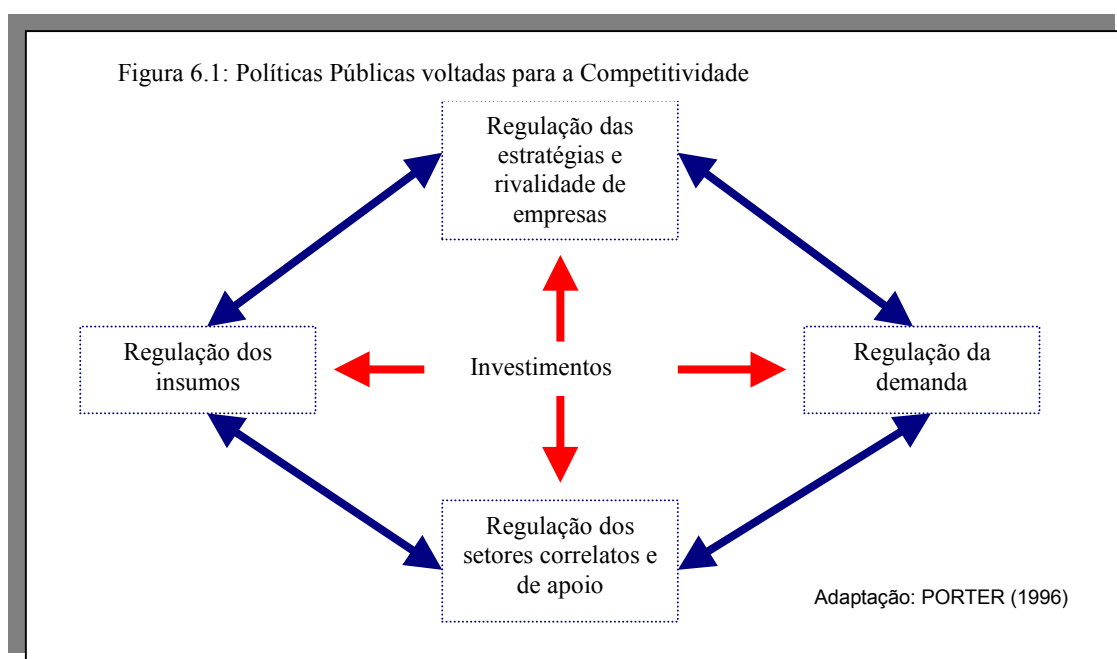 Figura 6.1: Políticas Públicas voltadas para a Competitividade
Regulação das
estratégias e
rivalidade de
empresas
Regulação dos
insumos
Investimentos
Regulação da
demanda
Regulação dos
setores correlatos e
de apoio
Adaptação: PORTER (1996)